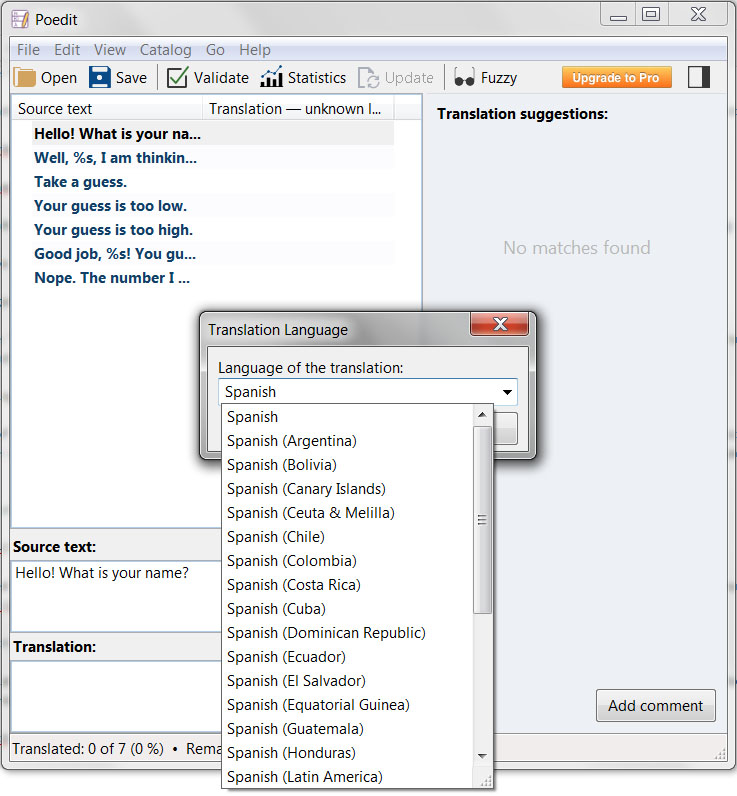 Poedit
File Edit View Catalog Go Help
Open Save Validate Statistics Update Fuzzy Upgrade to Pro
Source text Translation — unknown l...
Hello! What is your na...
Well, %s, I am thinkin...
Take a guess.
Your guess is too low.
Your guess is too high.
Good job, %s! You gu...
Nope. The number I ...
Translation suggestions:
No matches found
Translation Language
Language of the translation:
Spanish
Spanish
Spanish (Argentina)
Spanish (Bolivia)
Spanish (Canary Islands)
Spanish (Ceuta & Melilla)
Spanish (Chile)
Spanish (Colombia)
Spanish (Costa Rica)
Spanish (Cuba)
Spanish (Dominican Republic)
Spanish (Ecuador)
Spanish (El Salvador)
Spanish (Equatorial Guinea)
Spanish (Guatemala)
Spanish (Honduras)
Spanish (Latin America)
Source text:
Hello! What is your name?
Translation:
Add comment
Translated: 0 of 7 (0 %) • Rema